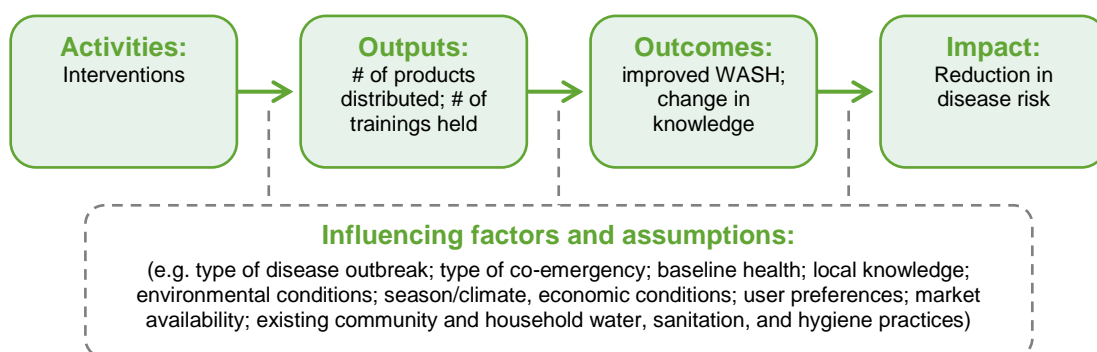 Activities:
Interventions
Outputs:
# of products
distributed; # of
trainings held
Outcomes:
improved WASH;
change in
knowledge
Impact:
Reduction in
disease risk
Influencing factors and assumptions:
(e.g. type of disease outbreak; type of co-emergency; baseline health; local knowledge;
environmental conditions; season/climate, economic conditions; user preferences; market
availability; existing community and household water, sanitation, and hygiene practices)